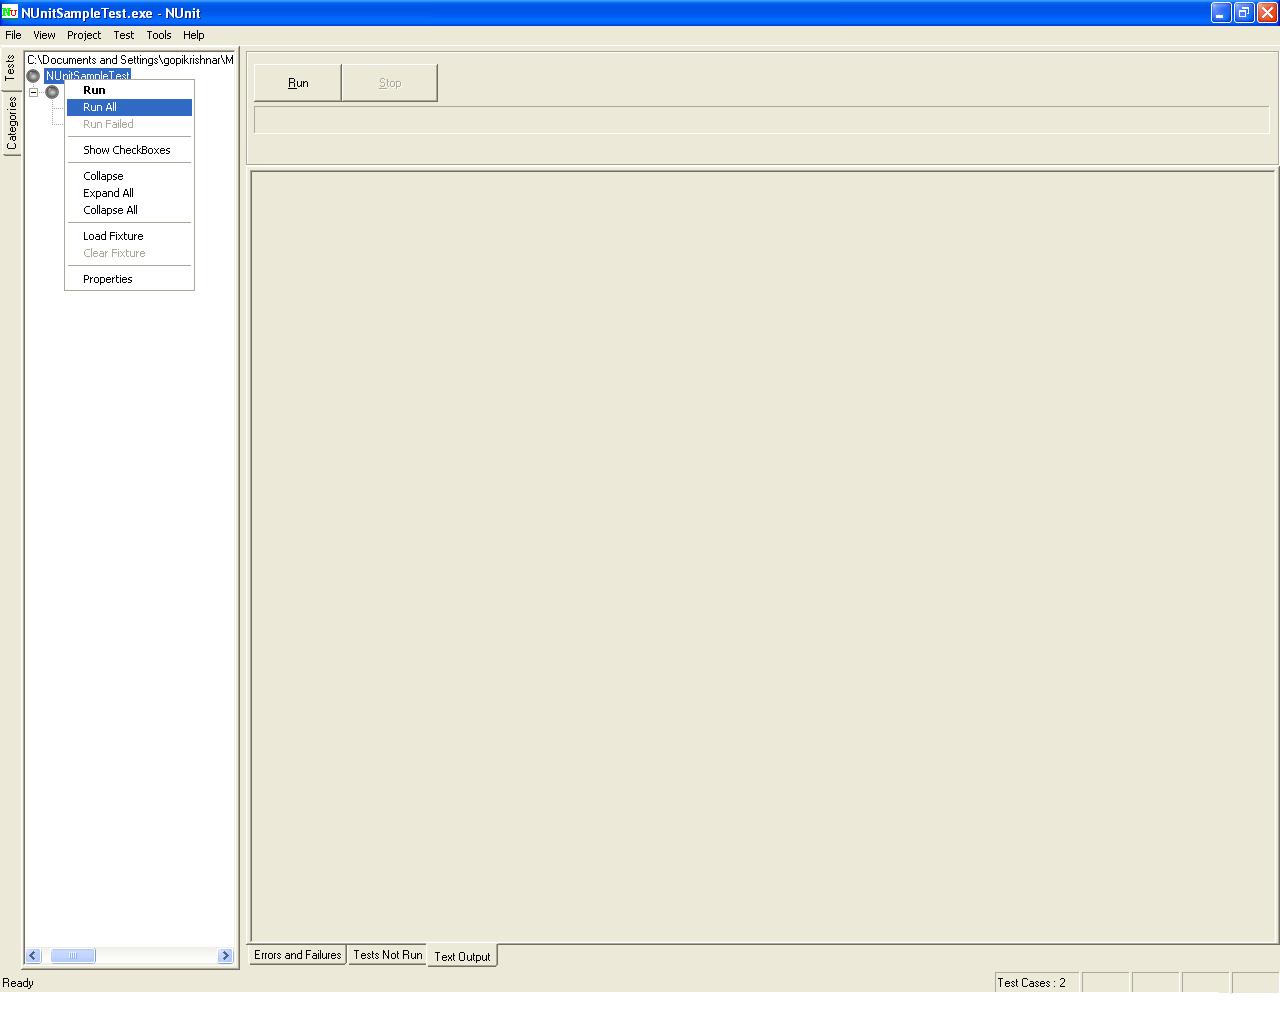 NUnitSampleTest.exe - NUnit
File View Project Test Tools Help
Tests
Categories
C:\Documents and Settings\gopikrishnar\M
NUnitSampleTest
Run
Run All
Run Failed
Show CheckBoxes
Collapse
Expand All
Collapse All
Load Fixture
Clear Fixture
Properties
Run Stop
Errors and Failures Tests Not Run Text Output
Ready Test Cases : 2